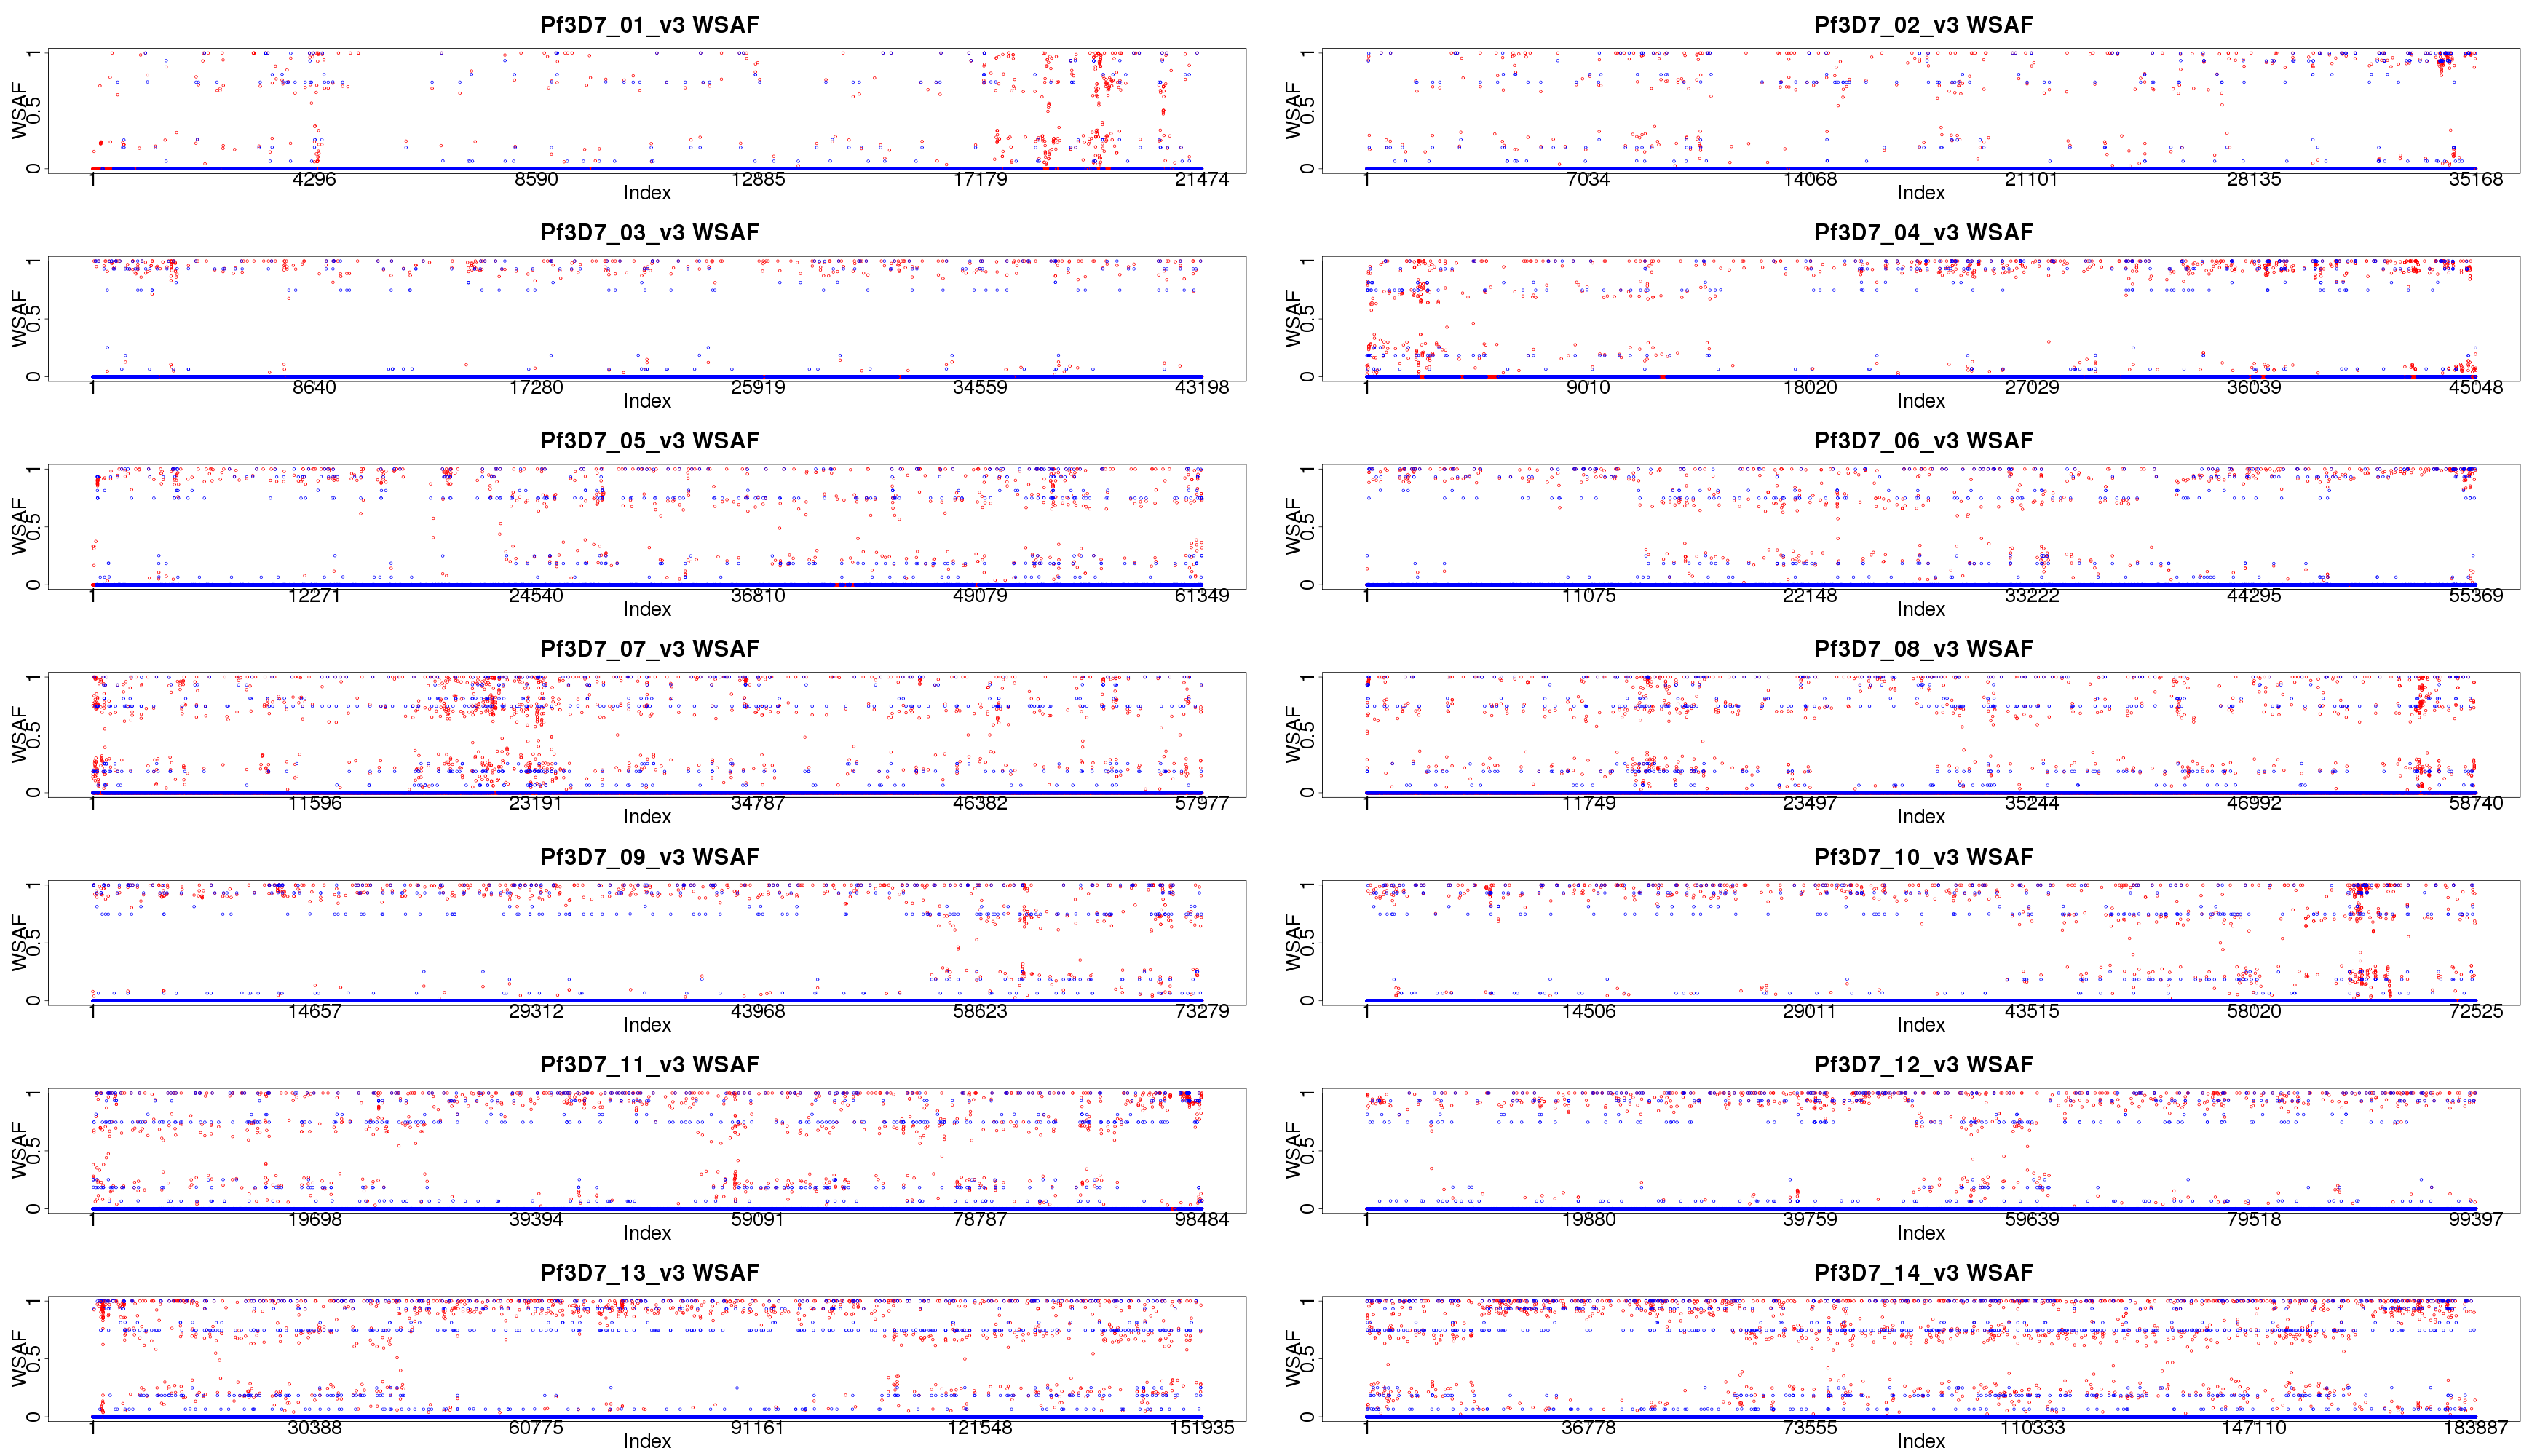 Pf3D7_01_v3 WSAF
WSAF
0 0.5 1
1 4296 8590 12885 17179 21474
Index
Pf3D7_02_v3 WSAF
WSAF
0 0.5 1
1 7034 14068 21101 28135 35168
Index
Pf3D7_03_v3 WSAF
WSAF
0 0.5 1
1 8640 17280 25919 34559 43198
Index
Pf3D7_04_v3 WSAF
WSAF
0 0.5 1
1 9010 18020 27029 36039 45048
Index
Pf3D7_05_v3 WSAF
WSAF
0 0.5 1
1 12271 24540 36810 49079 61349
Index
Pf3D7_06_v3 WSAF
WSAF
0 0.5 1
1 11075 22148 33222 44295 55369
Index
Pf3D7_07_v3 WSAF
WSAF
0 0.5 1
1 11596 23191 34787 46382 57977
Index
Pf3D7_08_v3 WSAF
WSAF
0 0.5 1
1 11749 23497 35244 46992 58740
Index
Pf3D7_09_v3 WSAF
WSAF
0 0.5 1
1 14657 29312 43968 58623 73279
Index
Pf3D7_10_v3 WSAF
WSAF
0 0.5 1
1 14506 29011 43515 58020 72525
Index
Pf3D7_11_v3 WSAF
WSAF
0 0.5 1
1 19698 39394 59091 78787 98484
Index
Pf3D7_12_v3 WSAF
WSAF
0 0.5 1
1 19880 39759 59639 79518 99397
Index
Pf3D7_13_v3 WSAF
WSAF
0 0.5 1
1 30388 60775 91161 121548 151935
Index
Pf3D7_14_v3 WSAF
WSAF
0 0.5 1
1 36778 73555 110333 147110 183887
Index